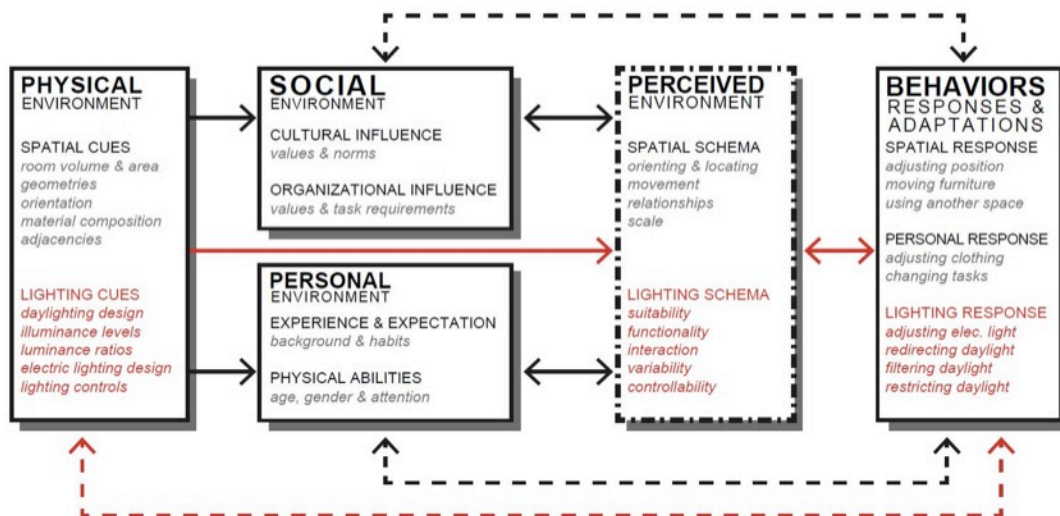 PHYSICAL
ENVIRONMENT
SPATIAL CUES
room volume & area
geometries
orientation
material composition
adjacencies
LIGHTING CUES
daylighting design
illuminance levels
luminance ratios
electric lighting design
lighting controls
SOCIAL
ENVIRONMENT
CULTURAL INFLUENCE
values & norms
ORGANIZATIONAL INFLUENCE
values & task requirements
PERSONAL
ENVIRONMENT
EXPERIENCE & EXPECTATION
background & habits
PHYSICAL ABILITIES
age, gender & attention
PERCEIVED
ENVIRONMENT
SPATIAL SCHEMA
orienting & locating
movement
relationships
scale
LIGHTING SCHEMA
suitability
functionality
interaction
variability
controllability
BEHAVIORS
RESPONSES &
ADAPTATIONS
SPATIAL RESPONSE
adjusting position
moving furniture
using another space
PERSONAL RESPONSE
adjusting clothing
changing tasks
LIGHTING RESPONSE
adjusting elec. light
redirecting daylight
filtering daylight
restricting daylight